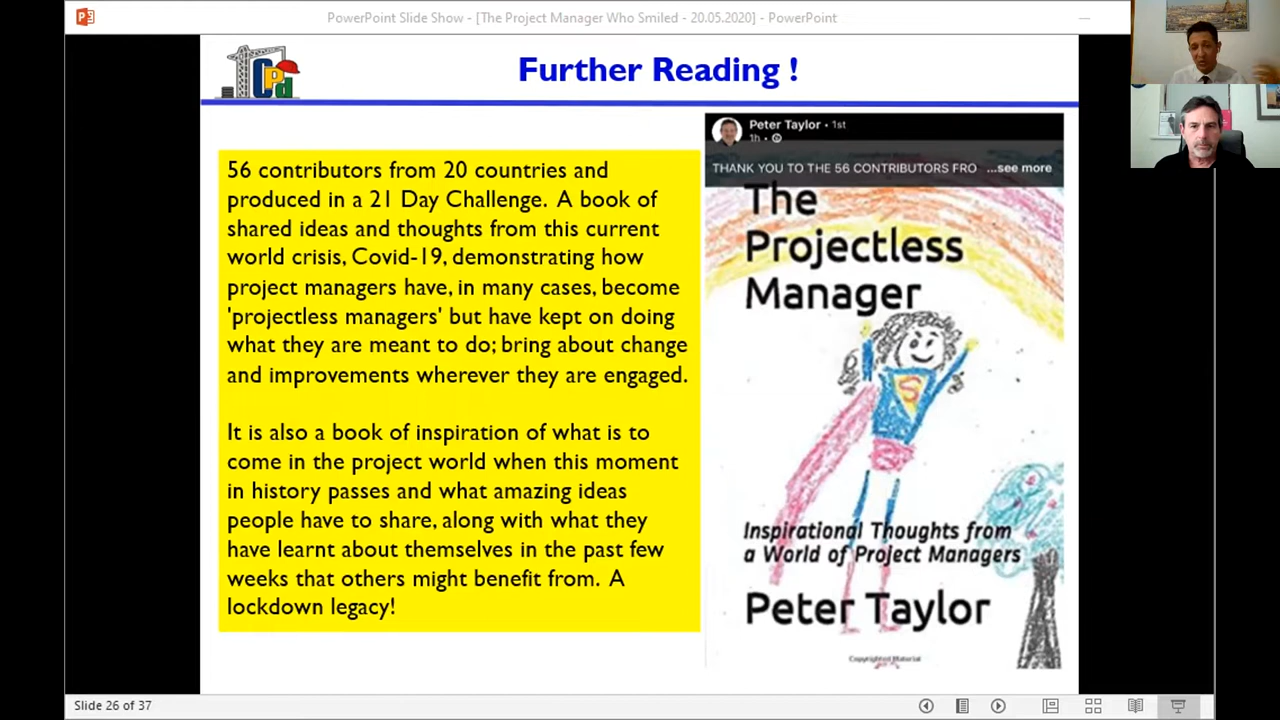 PowerPoint Slide Show - [The Project Manager Who Smiled - 20.05.2020] - PowerPoint
CPd
Further Reading !
56 contributors from 20 countries and
produced in a 21 Day Challenge. A book of
shared ideas and thoughts from this current
world crisis, Covid-19, demonstrating how
project managers have, in many cases, become
'projectless managers' but have kept on doing
what they are meant to do; bring about change
and improvements wherever they are engaged.
It is also a book of inspiration of what is to
come in the project world when this moment
in history passes and what amazing ideas
people have to share, along with what they
have learnt about themselves in the past few
weeks that others might benefit from. A
lockdown legacy!
Peter Taylor • 1st
1h •
THANK YOU TO THE 56 CONTRIBUTORS FRO ...see more
The
Projectless
Manager
S
Inspirational Thoughts from
a World of Project Managers
Peter Taylor
Copyrighted Material
Slide 26 of 37